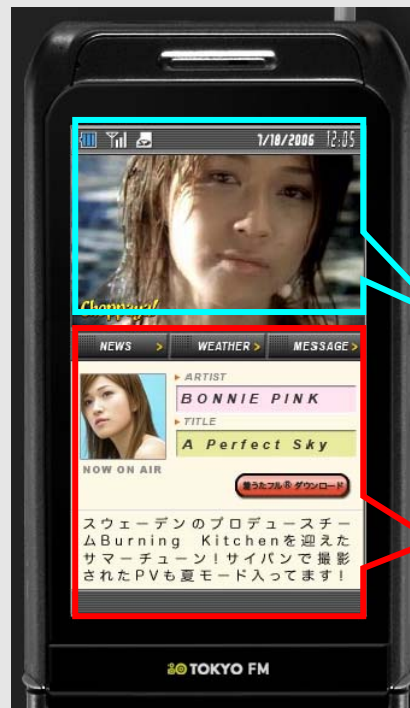 7/18/2006 12:05
Choppaya!
NEWS > WEATHER > MESSAGE >
ARTIST
BONNIE PINK
TITLE
A Perfect Sky
NOW ON AIR
着うたフル® ダウンロード
スウェーデンのプロデュースチー
ムBurning Kitchenを迎えた
サマーチューン！サイパンで撮影
されたPVも夏モード入ってます！
TOKYO FM